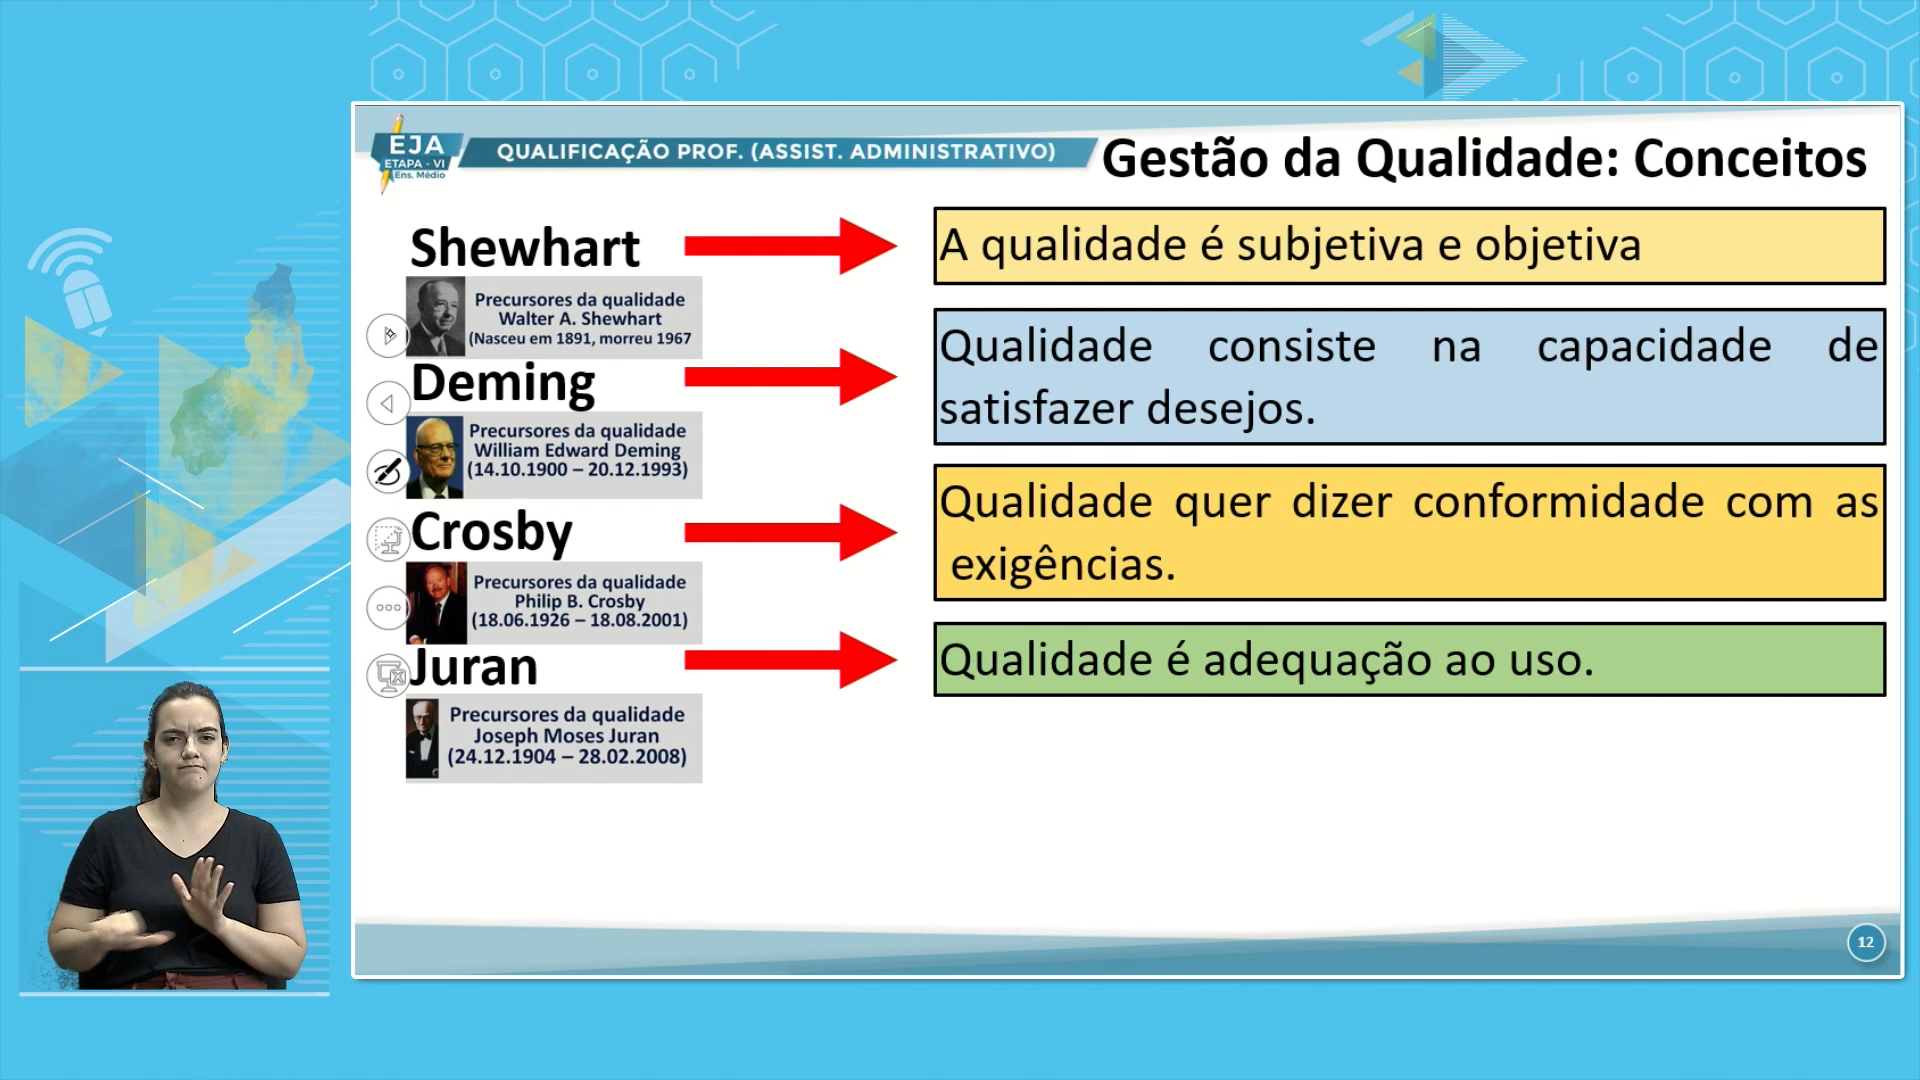 EJA
ETAPA - VI
Ens. Médio
QUALIFICAÇÃO PROF. (ASSIST. ADMINISTRATIVO)
Gestão da Qualidade: Conceitos
Shewhart
A qualidade é subjetiva e objetiva
Precursores da qualidade
Walter A. Shewhart
(Nasceu em 1891, morreu 1967
Deming
Qualidade consiste na capacidade de
satisfazer desejos.
Precursores da qualidade
William Edward Deming
(14.10.1900 – 20.12.1993)
Crosby
Qualidade quer dizer conformidade com as
exigências.
Precursores da qualidade
Philip B. Crosby
(18.06.1926 – 18.08.2001)
Juran
Qualidade é adequação ao uso.
Precursores da qualidade
Joseph Moses Juran
(24.12.1904 – 28.02.2008)
12